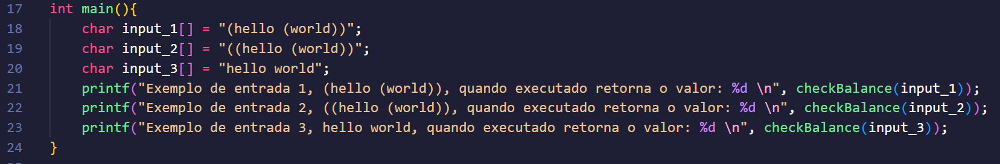 17 int main(){
18 char input_1[] = "(hello (world))";
19 char input_2[] = "((hello (world))";
20 char input_3[] = "hello world";
21 printf("Exemplo de entrada 1, (hello (world)), quando executado retorna o valor: %d \n", checkBalance(input_1));
22 printf("Exemplo de entrada 2, ((hello (world)), quando executado retorna o valor: %d \n", checkBalance(input_2));
23 printf("Exemplo de entrada 3, hello world, quando executado retorna o valor: %d \n", checkBalance(input_3));
24 }